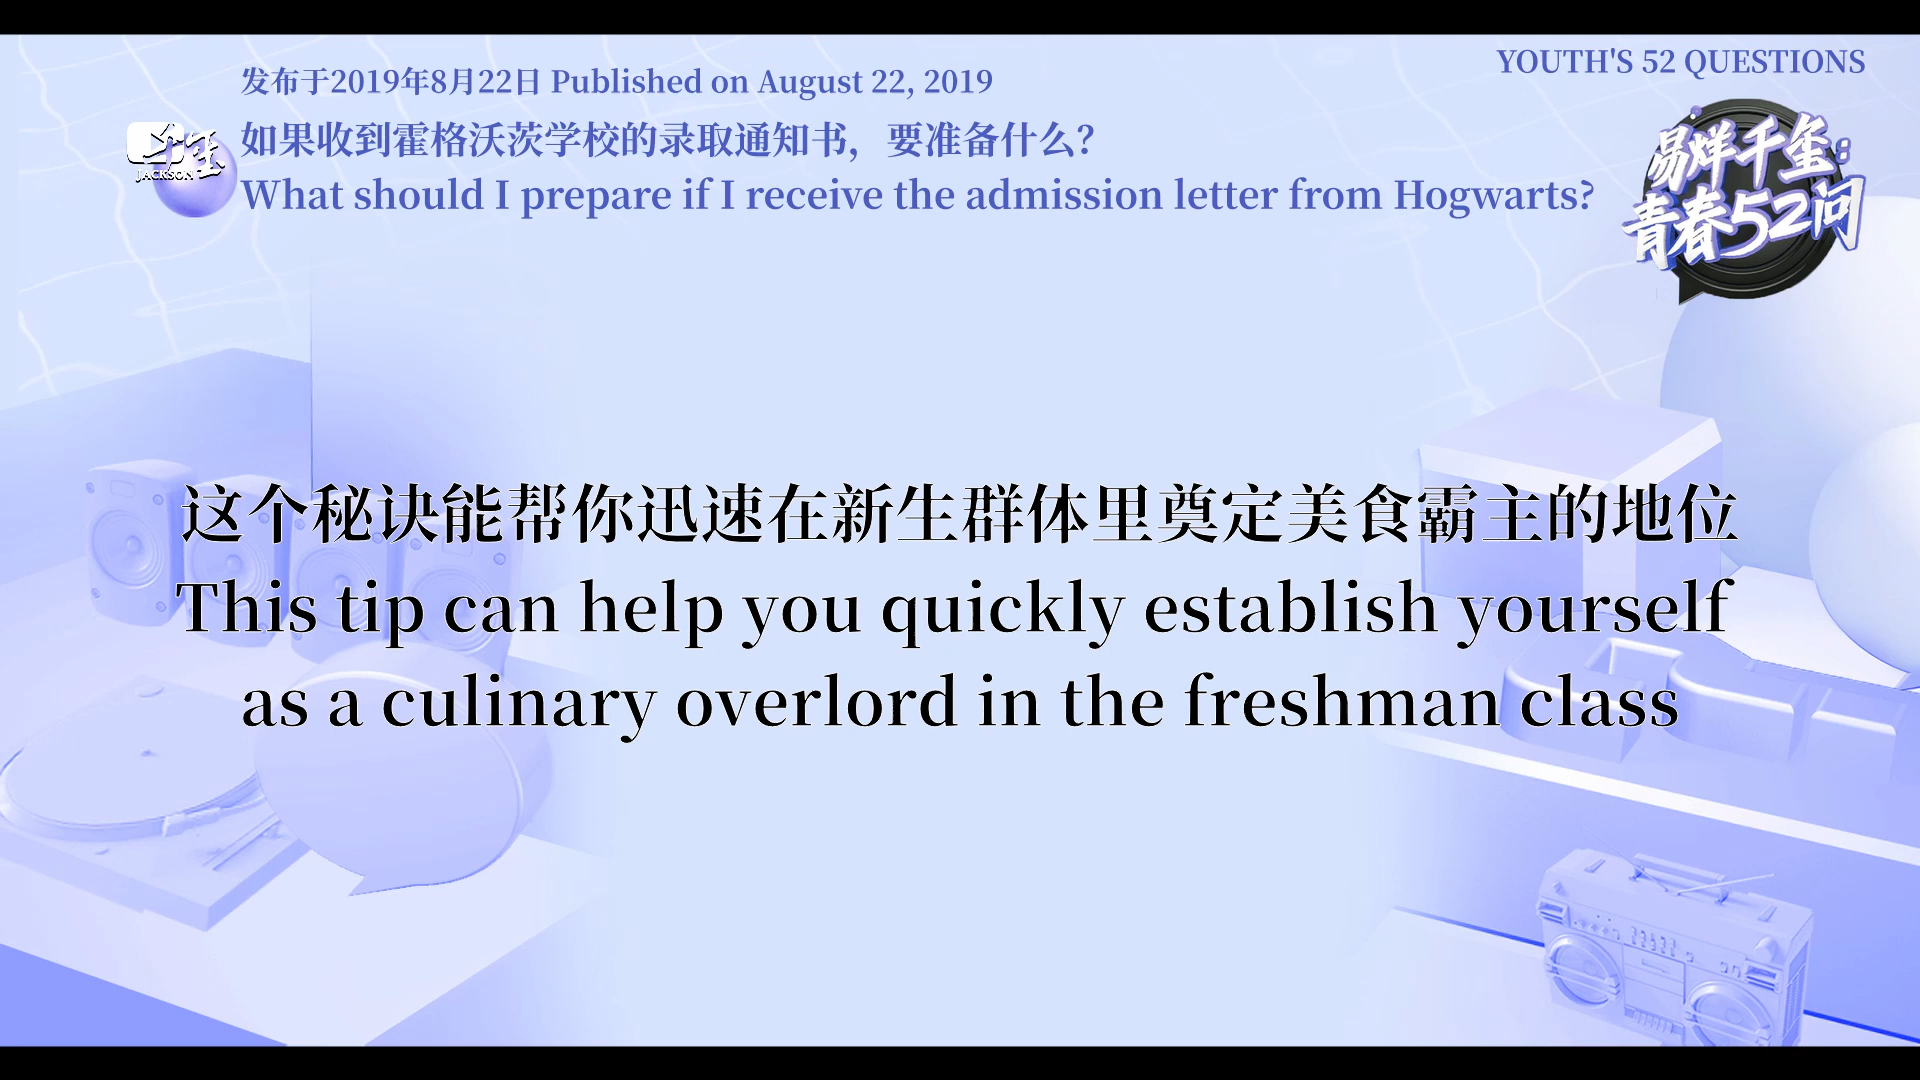 YOUTH'S 52 QUESTIONS
发布于2019年8月22日 Published on August 22, 2019
如果收到霍格沃茨学校的录取通知书，要准备什么？
What should I prepare if I receive the admission letter from Hogwarts?
千玺
JACKSON
易烊千玺：
青春52问
这个秘诀能帮你迅速在新生群体里奠定美食霸主的地位
This tip can help you quickly establish yourself
as a culinary overlord in the freshman class